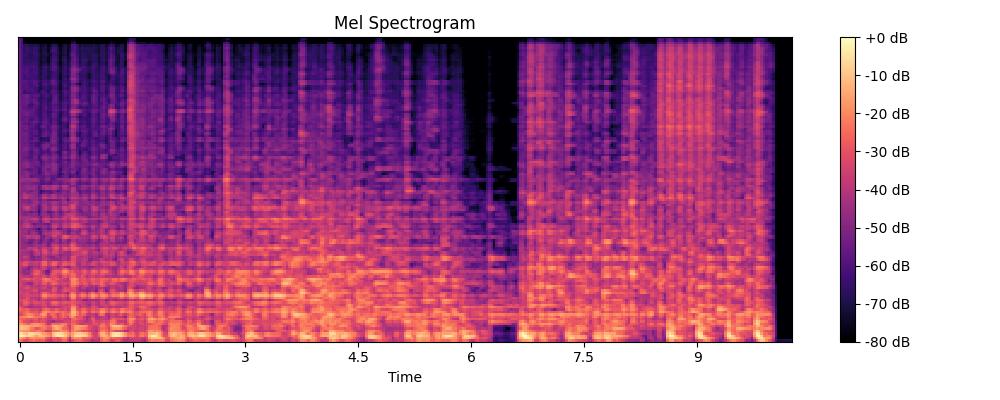 Mel Spectrogram
+0 dB
-10 dB
-20 dB
-30 dB
-40 dB
-50 dB
-60 dB
-70 dB
-80 dB
0 1.5 3 4.5 6 7.5 9
Time